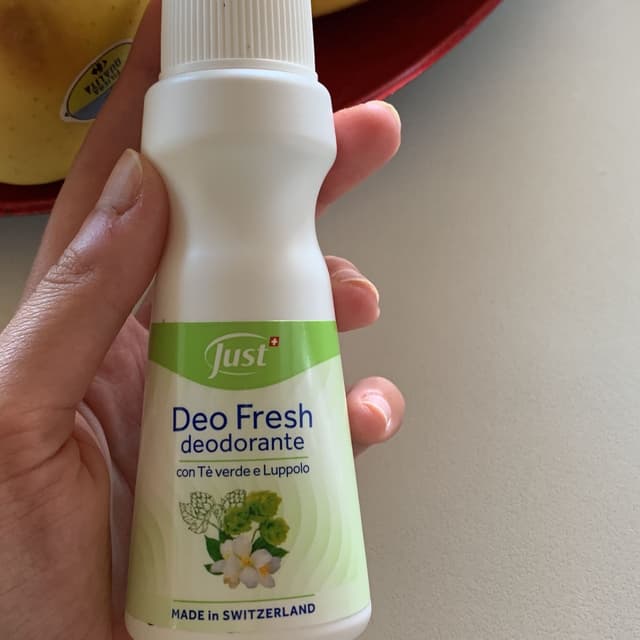 Just
Deo Fresh
deodorante
con Tè verde e Luppolo
MADE in SWITZERLAND